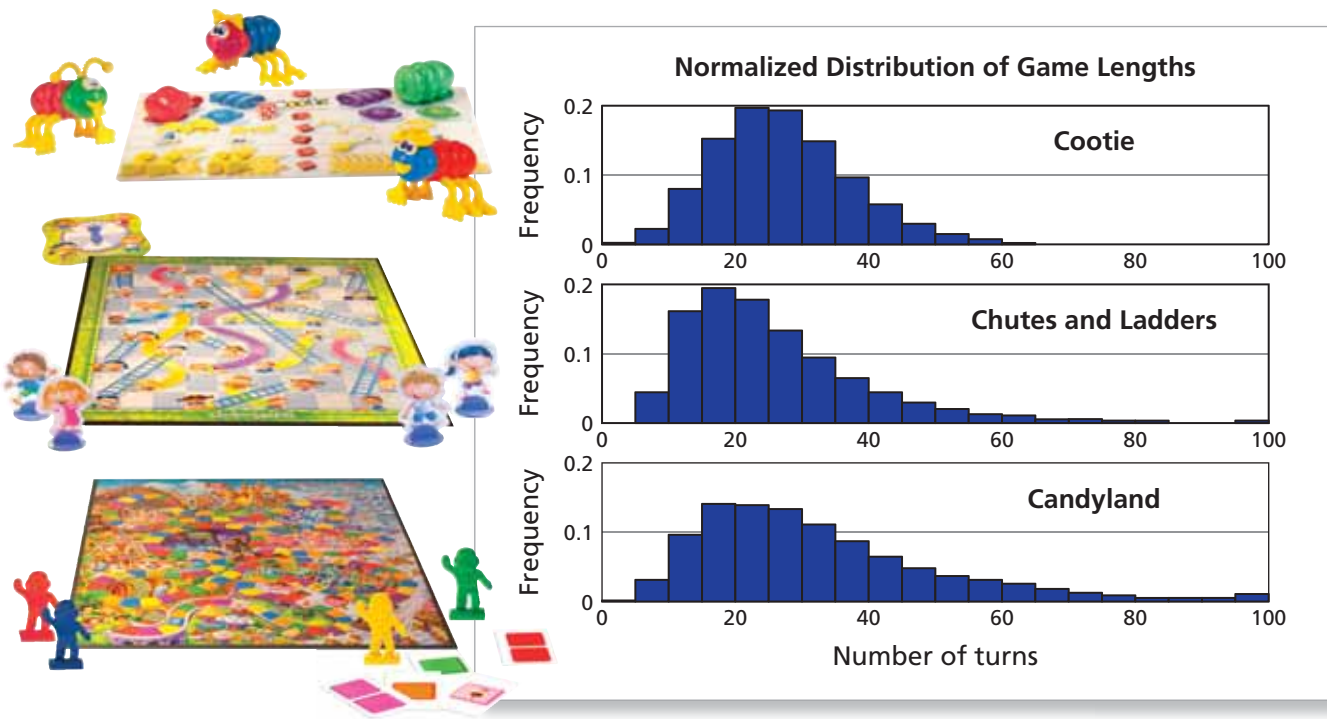 Normalized Distribution of Game Lengths
Cootie
Frequency
0.2
0.1
0
0 20 40 60 80 100
Cootie
Chutes and Ladders
Frequency
0.2
0.1
0
0 20 40 60 80 100
Candyland
Frequency
0.2
0.1
0
0 20 40 60 80 100
Number of turns